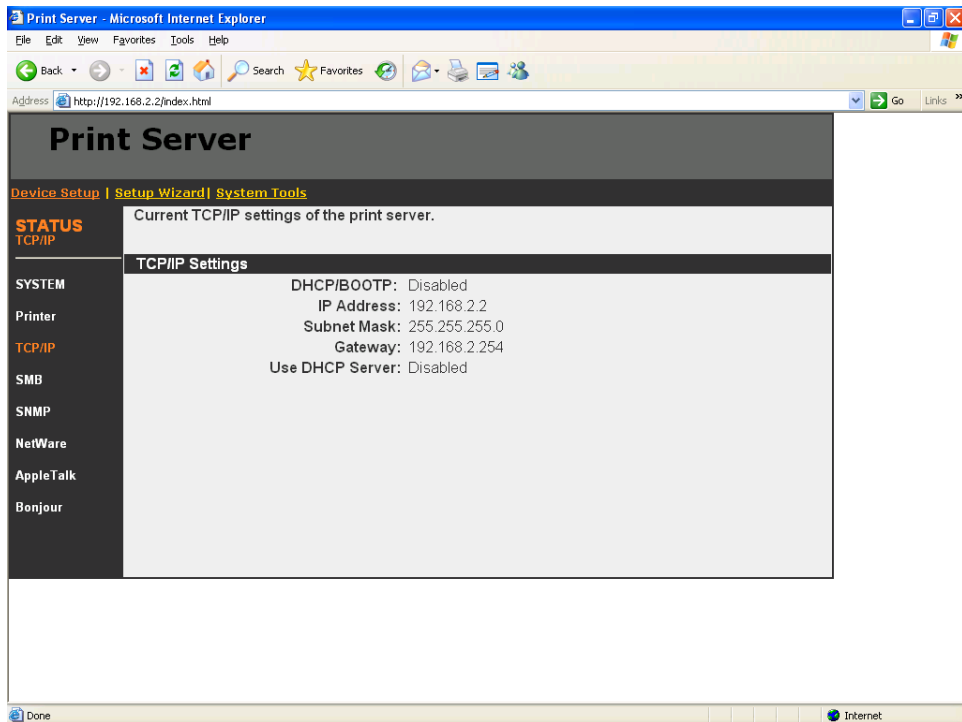 Print Server - Microsoft Internet Explorer
File Edit View Favorites Tools Help
Back Search Favorites
Address http://192.168.2.2/index.html Go Links »
Print Server
Device Setup | Setup Wizard| System Tools
STATUS
TCP/IP
SYSTEM
Printer
TCP/IP
SMB
SNMP
NetWare
AppleTalk
Bonjour
Current TCP/IP settings of the print server.
TCP/IP Settings
DHCP/BOOTP: Disabled
IP Address: 192.168.2.2
Subnet Mask: 255.255.255.0
Gateway: 192.168.2.254
Use DHCP Server: Disabled
Done Internet